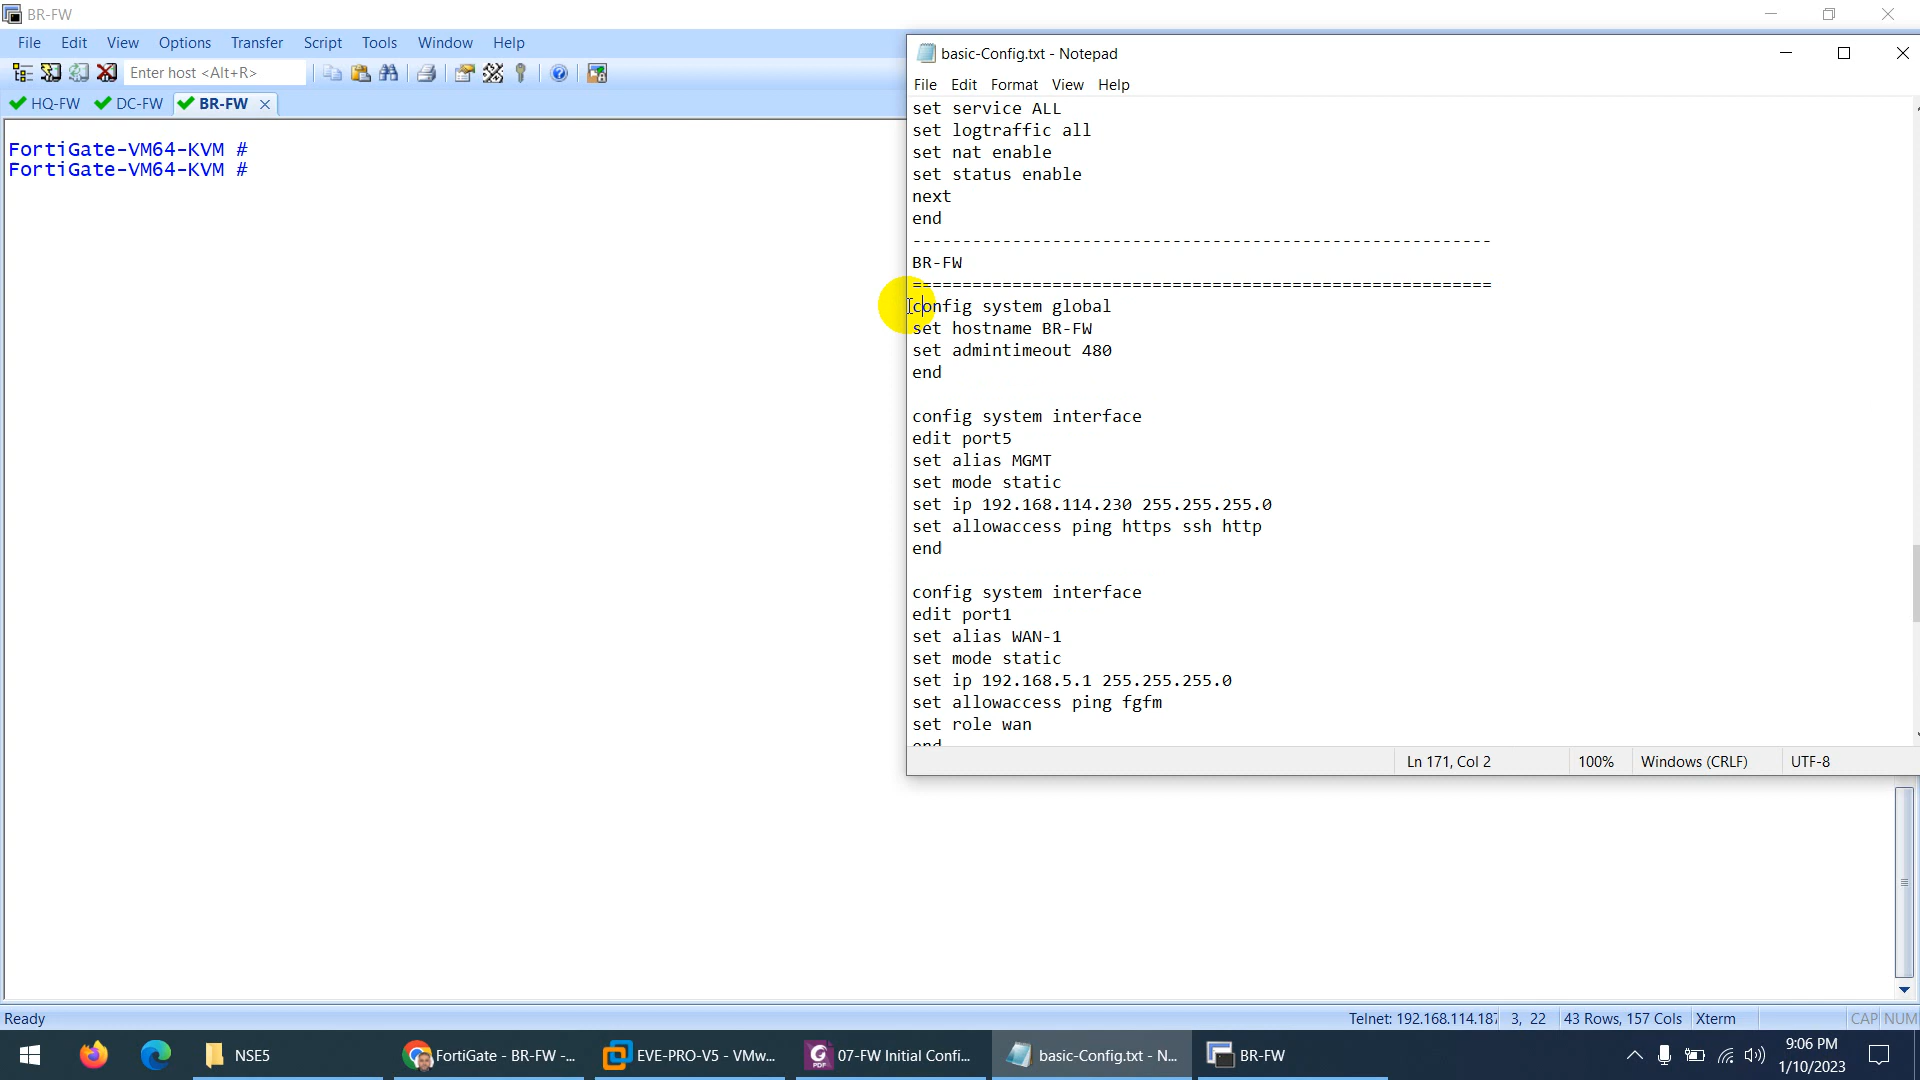 BR-FW
File Edit View Options Transfer Script Tools Window Help
Enter host <Alt+R>
HQ-FW DC-FW BR-FW
FortiGate-VM64-KVM #
FortiGate-VM64-KVM #
basic-Config.txt - Notepad
File Edit Format View Help
set service ALL
set logtraffic all
set nat enable
set status enable
next
end
----------------------------------------------------------
BR-FW
==========================================================
config system global
set hostname BR-FW
set admintimeout 480
end
config system interface
edit port5
set alias MGMT
set mode static
set ip 192.168.114.230 255.255.255.0
set allowaccess ping https ssh http
end
config system interface
edit port1
set alias WAN-1
set mode static
set ip 192.168.5.1 255.255.255.0
set allowaccess ping fgfm
set role wan
end
Ln 171, Col 2 100% Windows (CRLF) UTF-8
Ready Telnet: 192.168.114.187 3, 22 43 Rows, 157 Cols Xterm CAP NUM
NSE5 FortiGate - BR-FW -... EVE-PRO-V5 - VMw... 07-FW Initial Confi... basic-Config.txt - N... BR-FW 9:06 PM
1/10/2023